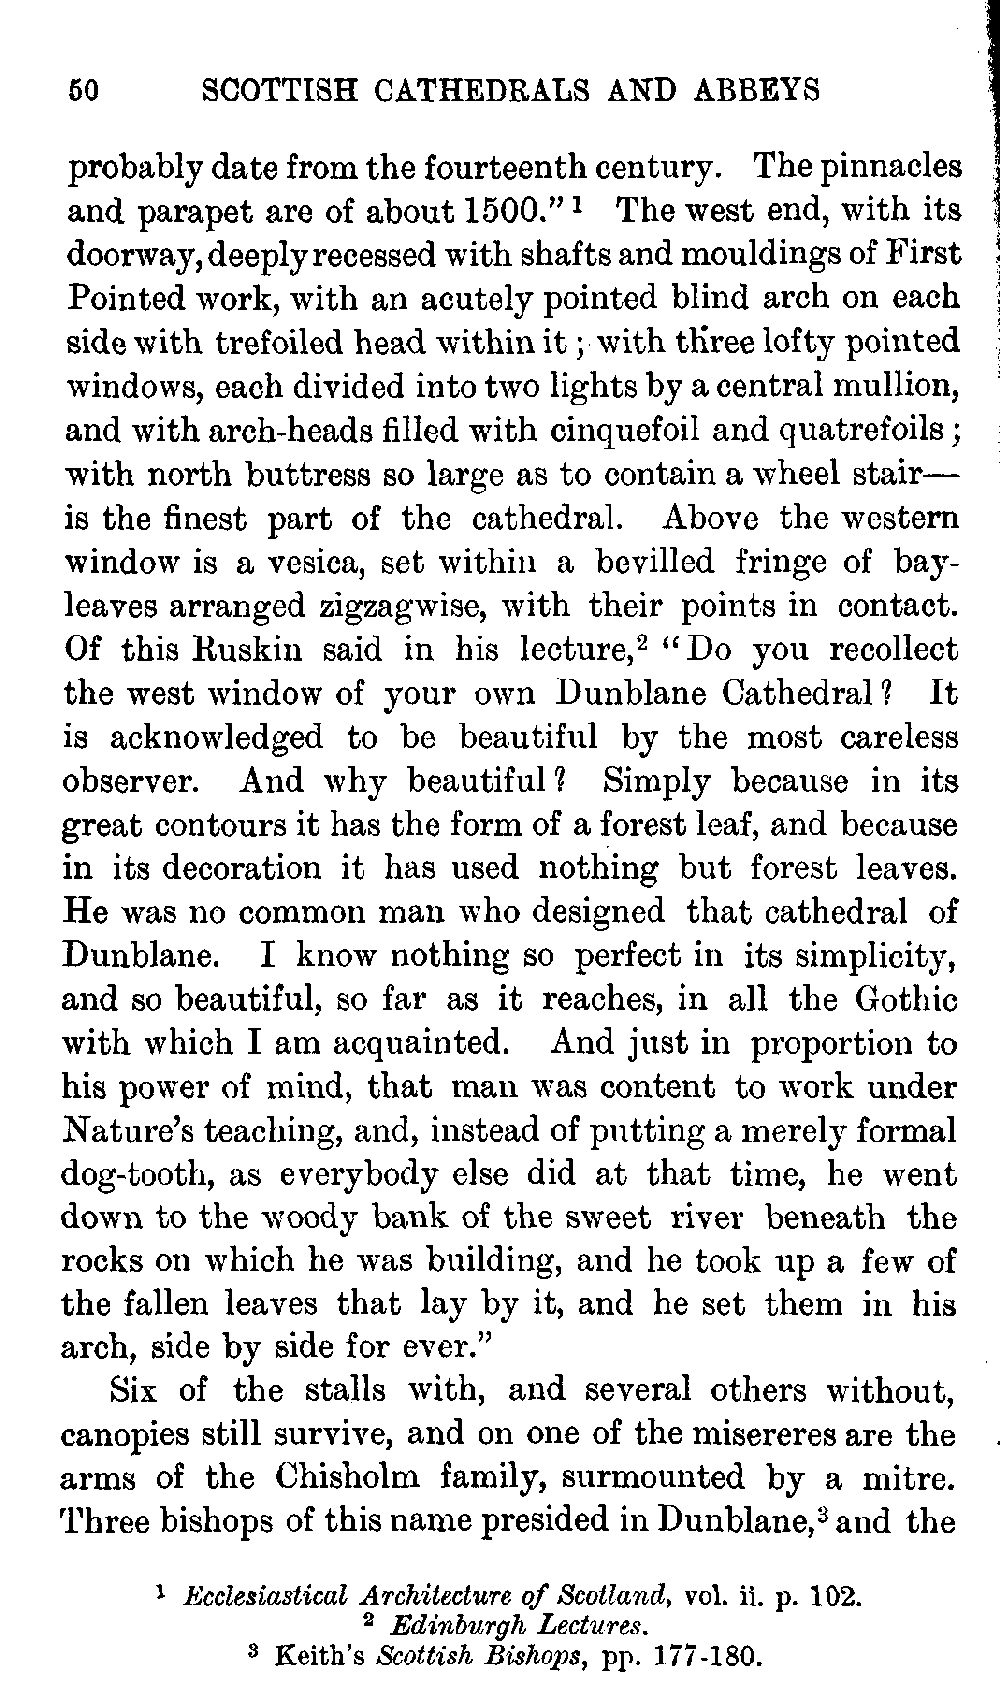 50 SCOTTISH CATHEDRALS AND ABBEYS
probably date from the fourteenth century. The pinnacles
and parapet are of about 1500.” ¹ The west end, with its
doorway, deeply recessed with shafts and mouldings of First
Pointed work, with an acutely pointed blind arch on each
side with trefoiled head within it ; with three lofty pointed
windows, each divided into two lights by a central mullion,
and with arch-heads filled with cinquefoil and quatrefoils ;
with north buttress so large as to contain a wheel stair—
is the finest part of the cathedral. Above the western
window is a vesica, set within a bevilled fringe of bay-
leaves arranged zigzagwise, with their points in contact.
Of this Ruskin said in his lecture,² “Do you recollect
the west window of your own Dunblane Cathedral ? It
is acknowledged to be beautiful by the most careless
observer. And why beautiful ? Simply because in its
great contours it has the form of a forest leaf, and because
in its decoration it has used nothing but forest leaves.
He was no common man who designed that cathedral of
Dunblane. I know nothing so perfect in its simplicity,
and so beautiful, so far as it reaches, in all the Gothic
with which I am acquainted. And just in proportion to
his power of mind, that man was content to work under
Nature’s teaching, and, instead of putting a merely formal
dog-tooth, as everybody else did at that time, he went
down to the woody bank of the sweet river beneath the
rocks on which he was building, and he took up a few of
the fallen leaves that lay by it, and he set them in his
arch, side by side for ever.”
Six of the stalls with, and several others without,
canopies still survive, and on one of the misereres are the
arms of the Chisholm family, surmounted by a mitre.
Three bishops of this name presided in Dunblane,³ and the
¹ Ecclesiastical Architecture of Scotland, vol. ii. p. 102.
² Edinburgh Lectures.
³ Keith’s Scottish Bishops, pp. 177-180.